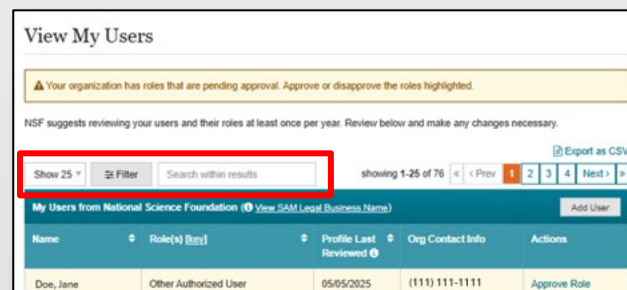 View My Users
Your organization has roles that are pending approval. Approve or disapprove the roles highlighted.
NSF suggests reviewing your users and their roles at least once per year. Review below and make any changes necessary.
Export as CSV
Show 25 Filter Search within results showing 1-25 of 76 « ‹ Prev 1 2 3 4 Next › »
My Users from National Science Foundation (View SAM Legal Business Name) Add User
Name Role(s) [key] Profile Last Reviewed Org Contact Info Actions
Doe, Jane Other Authorized User 05/05/2025 (111) 111-1111 Approve Role